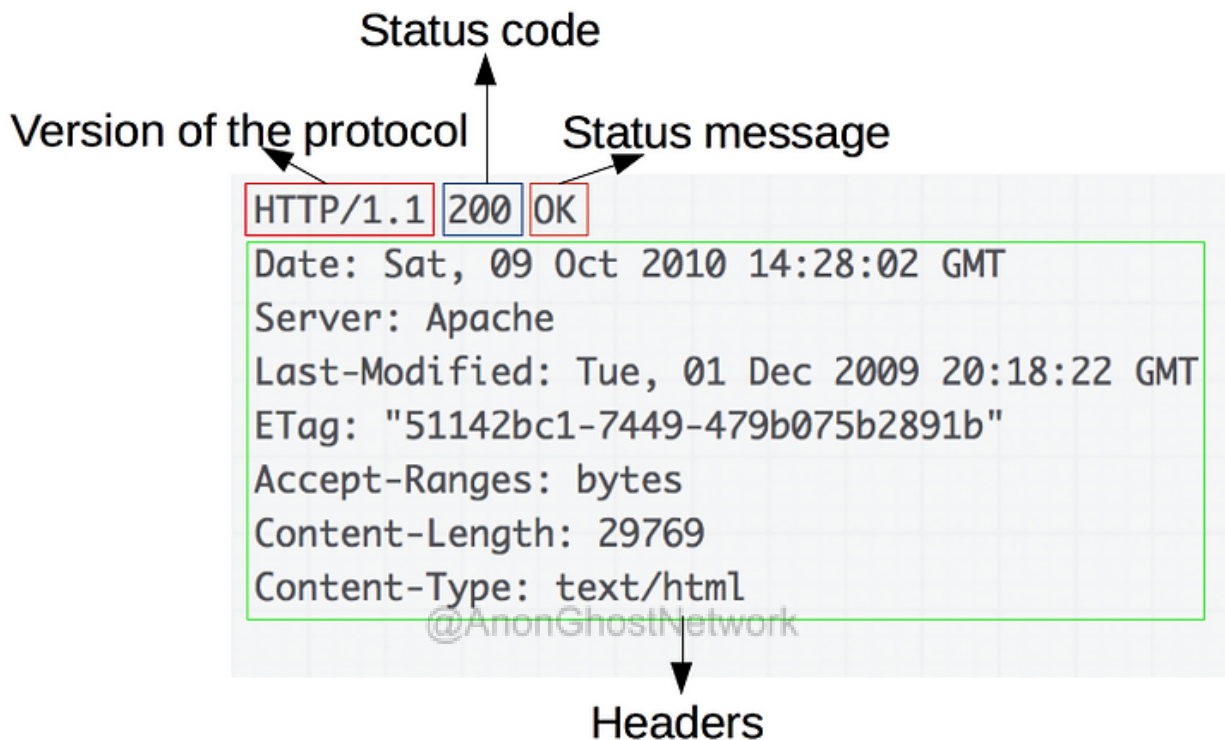 Status code
Version of the protocol
Status message
HTTP/1.1 200 OK
Date: Sat, 09 Oct 2010 14:28:02 GMT
Server: Apache
Last-Modified: Tue, 01 Dec 2009 20:18:22 GMT
ETag: "51142bc1-7449-479b075b2891b"
Accept-Ranges: bytes
Content-Length: 29769
Content-Type: text/html
@AnonGhostNetwork
Headers